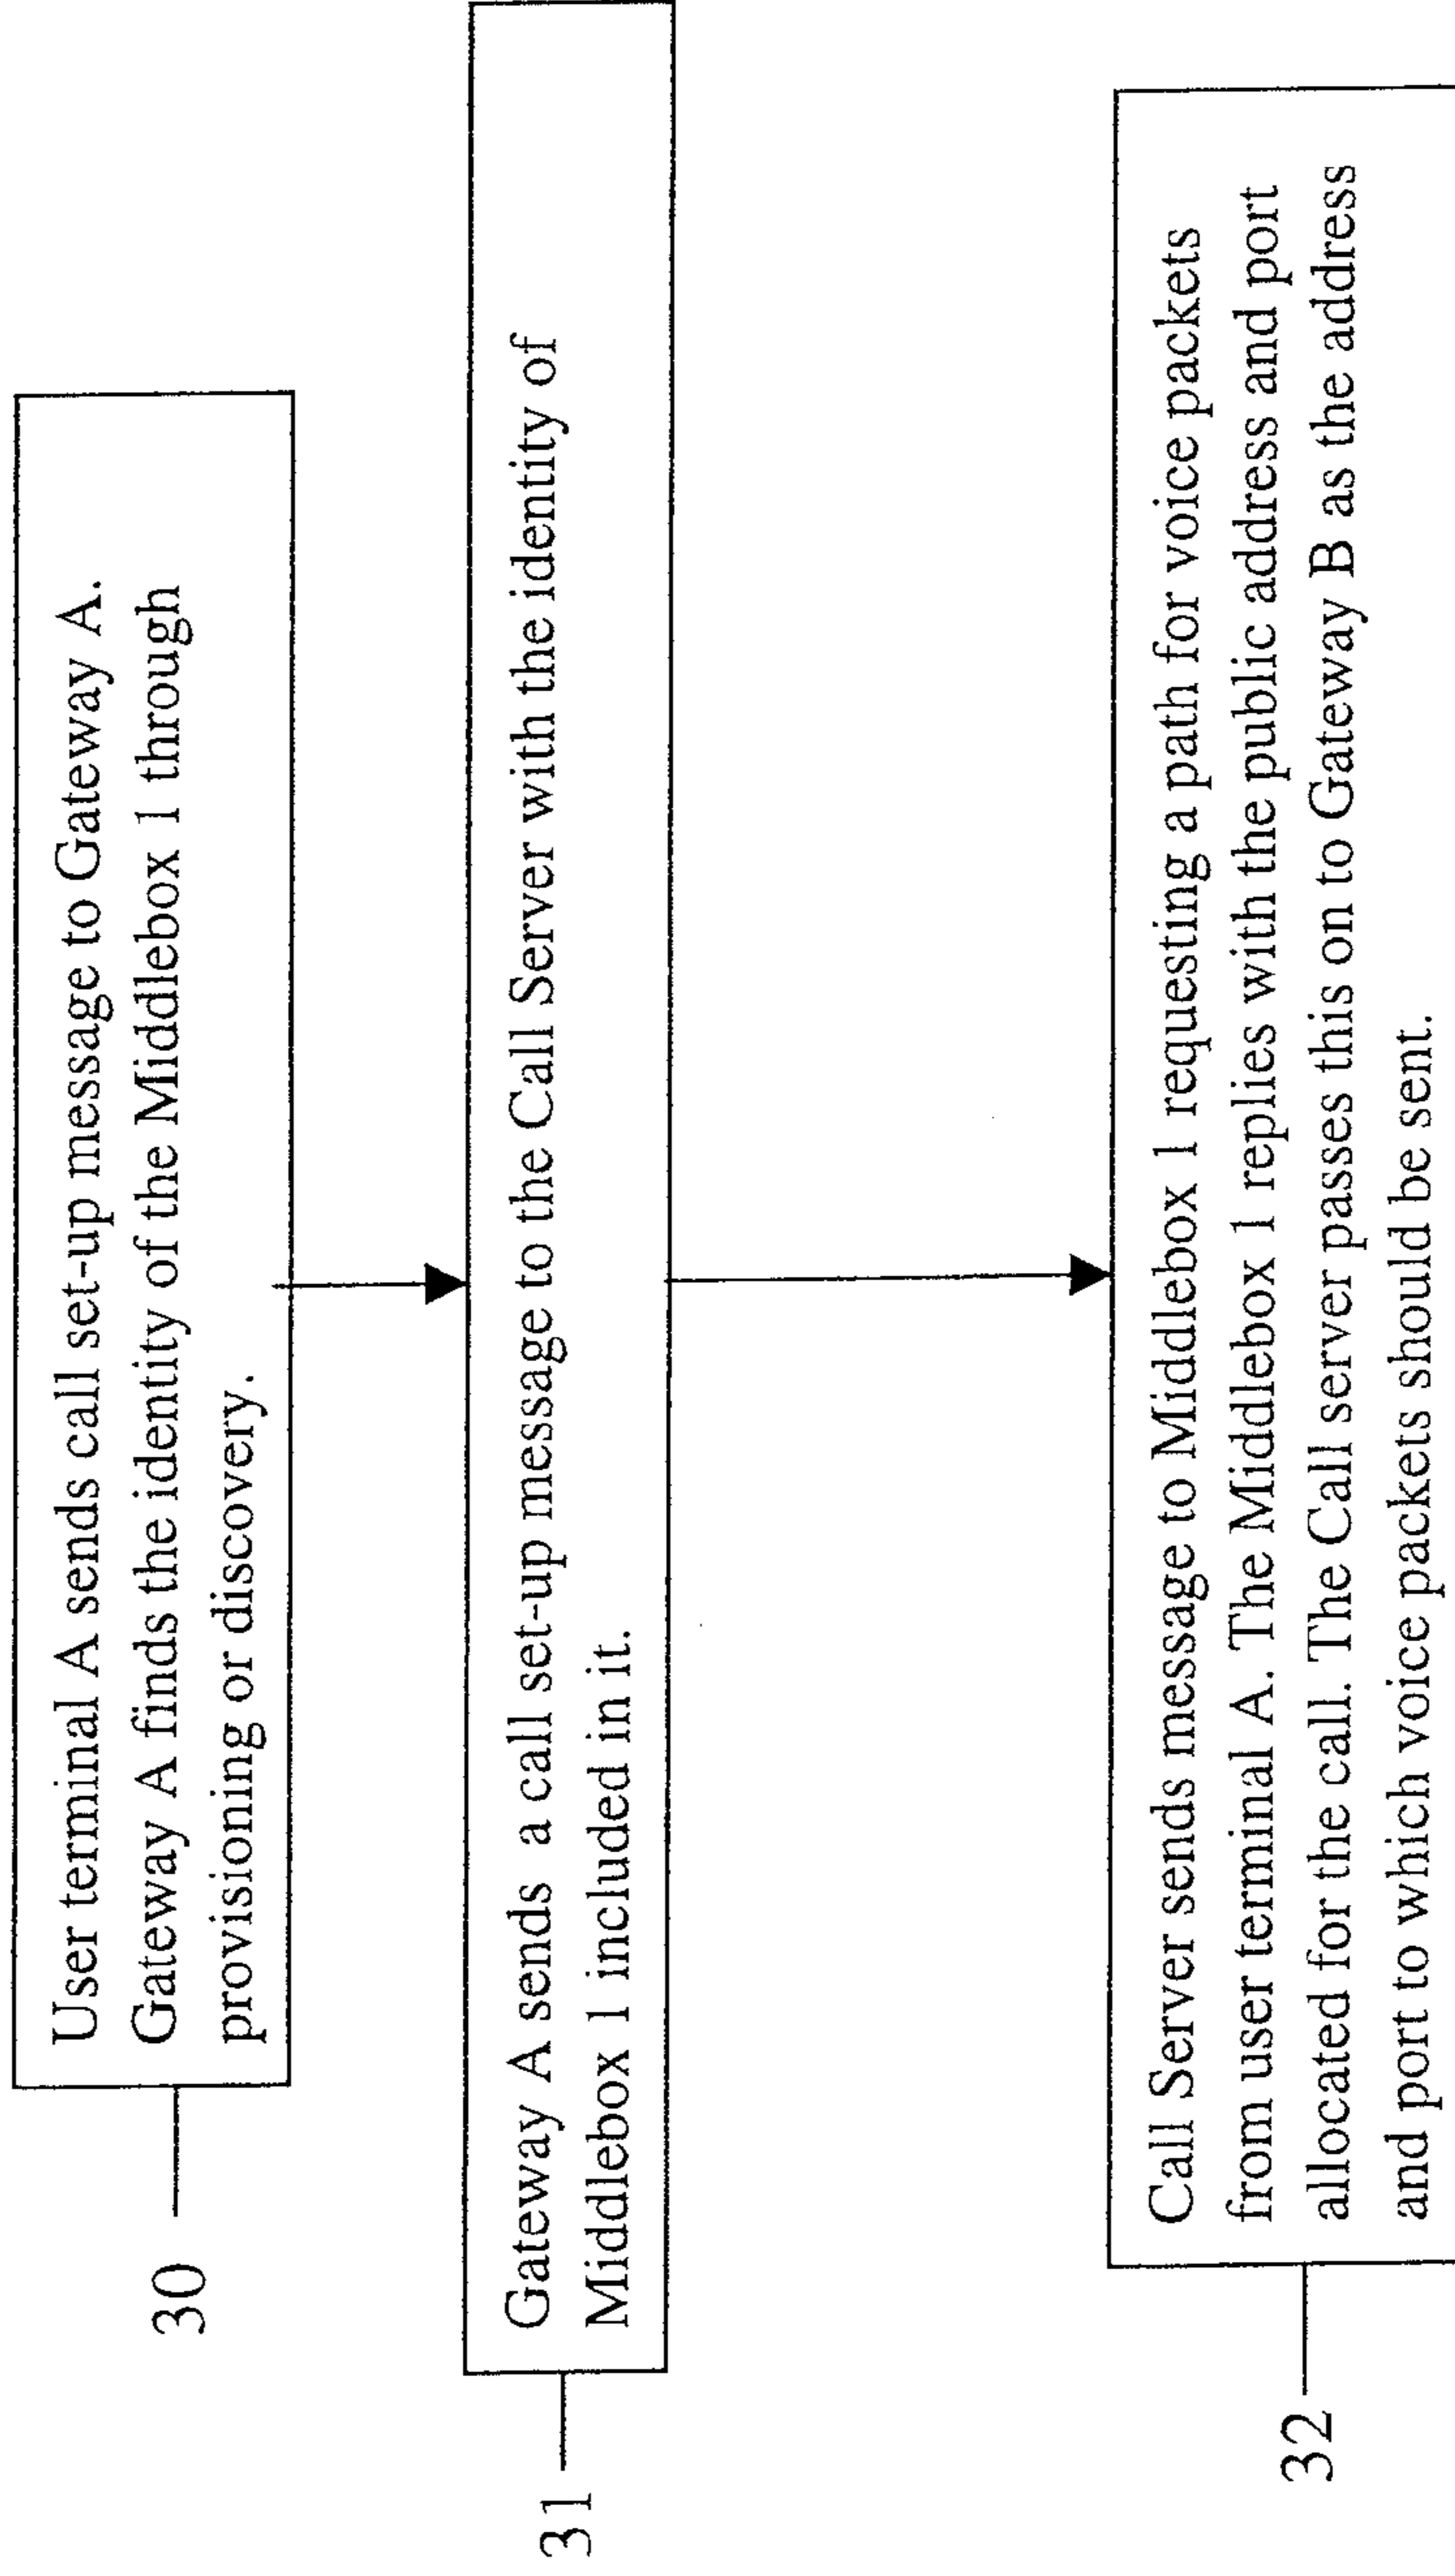 User terminal A sends call set-up message to Gateway A.
Gateway A finds the identity of the Middlebox 1 through
provisioning or discovery.
30
Gateway A sends a call set-up message to the Call Server with the identity of
Middlebox 1 included in it.
31
Call Server sends message to Middlebox 1 requesting a path for voice packets
from user terminal A. The Middlebox 1 replies with the public address and port
allocated for the call. The Call server passes this on to Gateway B as the address
and port to which voice packets should be sent.
32